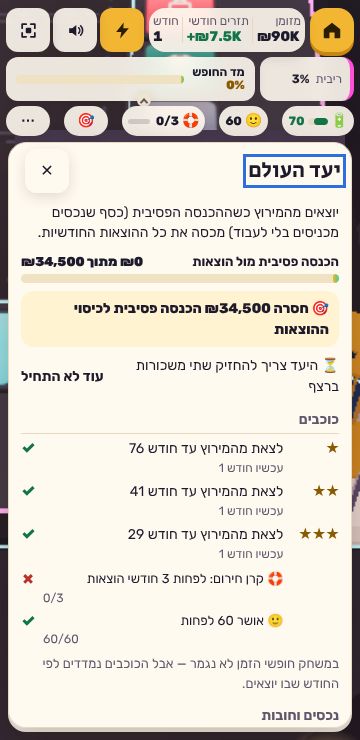 מזומן
₪90K
תזרים חודשי
+₪7.5K
חודש
1
ריבית 3%
מד החופש
0%
70
60
0/3
...
יעד העולם
יוצאים מהמירוץ כשההכנסה הפסיבית (כסף שנכסים
מכניסים בלי לעבוד) מכסה את כל ההוצאות החודשיות.
הכנסה פסיבית מול הוצאות
₪0 מתוך ₪34,500
🎯 חסרה ₪34,500 הכנסה פסיבית לכיסוי
ההוצאות
⏳ היעד צריך להחזיק שתי משכורות
ברצף
עוד לא התחיל
כוכבים
★ לצאת מהמירוץ עד חודש 76 ✓
עכשיו חודש 1
★★ לצאת מהמירוץ עד חודש 41 ✓
עכשיו חודש 1
★★★ לצאת מהמירוץ עד חודש 29 ✓
עכשיו חודש 1
🛟 קרן חירום: לפחות 3 חודשי הוצאות ✖
0/3
🙂 אושר 60 לפחות ✓
60/60
במשחק חופשי הזמן לא נגמר — אבל הכוכבים נמדדים לפי
החודש שבו יוצאים.
נכסים וחובות